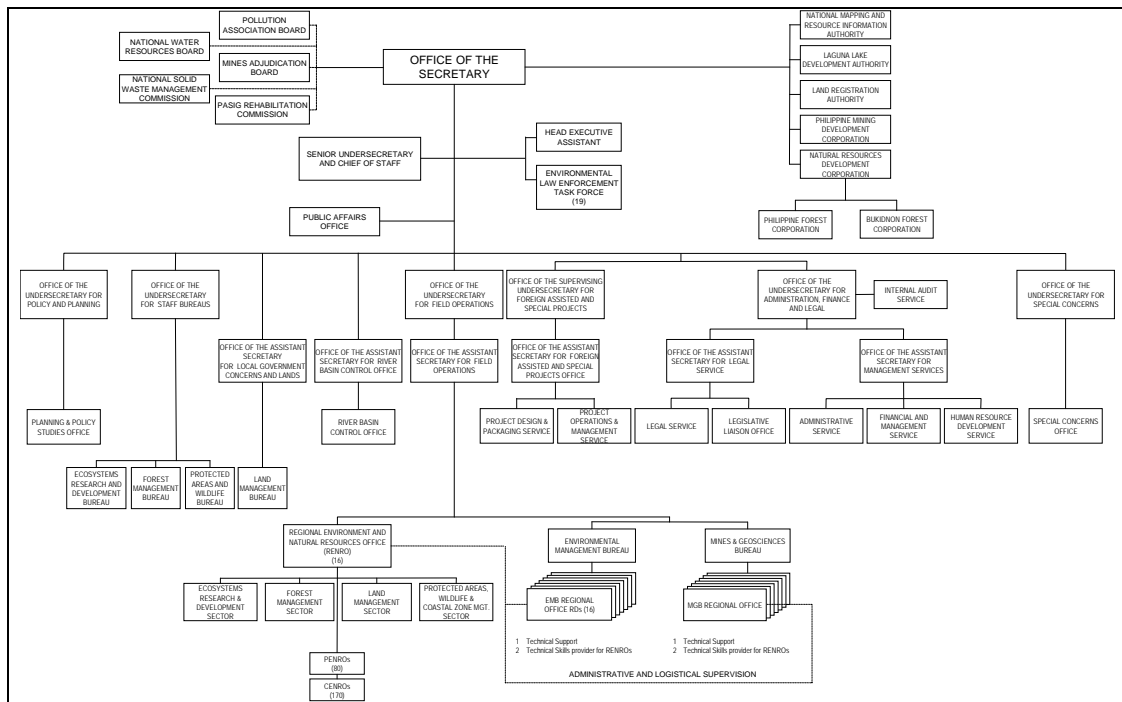 POLLUTION
ASSOCIATION BOARD
NATIONAL WATER
RESOURCES BOARD
MINES ADJUDICATION
BOARD
NATIONAL SOLID
WASTE MANAGEMENT
COMMISSION
PASIG REHABILITATION
COMMISSION
OFFICE OF THE
SECRETARY
NATIONAL MAPPING AND
RESOURCE INFORMATION
AUTHORITY
LAGUNA LAKE
DEVELOPMENT AUTHORITY
LAND REGISTRATION
AUTHORITY
PHILIPPINE MINING
DEVELOPMENT
CORPORATION
NATURAL RESOURCES
DEVELOPMENT
CORPORATION
PHILIPPINE FOREST
CORPORATION
BUKIDNON FOREST
CORPORATION
HEAD EXECUTIVE
ASSISTANT
SENIOR UNDERSECRETARY
AND CHIEF OF STAFF
ENVIRONMENTAL
LAW ENFORCEMENT
TASK FORCE
(19)
PUBLIC AFFAIRS
OFFICE
OFFICE OF THE
UNDERSECRETARY FOR
POLICY AND PLANNING
OFFICE OF THE
UNDERSECRETARY
FOR STAFF BUREAUS
OFFICE OF THE
UNDERSECRETARY
FOR FIELD OPERATIONS
OFFICE OF THE SUPERVISING
UNDERSECRETARY FOR
FOREIGN ASSISTED AND
SPECIAL PROJECTS
OFFICE OF THE
UNDERSECRETARY FOR
ADMINISTRATION, FINANCE
AND LEGAL
INTERNAL AUDIT
SERVICE
OFFICE OF THE
UNDERSECRETARY FOR
SPECIAL CONCERNS
OFFICE OF THE ASSISTANT
SECRETARY
FOR LOCAL GOVERNMENT
CONCERNS AND LANDS
OFFICE OF THE ASSISTANT
SECRETARY FOR RIVER
BASIN CONTROL OFFICE
OFFICE OF THE ASSISTANT
SECRETARY FOR FIELD
OPERATIONS
OFFICE OF THE ASSISTANT
SECRETARY FOR FOREIGN
ASSISTED AND SPECIAL
PROJECTS OFFICE
OFFICE OF THE ASSISTANT
SECRETARY FOR LEGAL
SERVICE
OFFICE OF THE ASSISTANT
SECRETARY FOR
MANAGEMENT SERVICES
PLANNING & POLICY
STUDIES OFFICE
RIVER BASIN
CONTROL OFFICE
PROJECT DESIGN &
PACKAGING SERVICE
PROJECT
OPERATIONS &
MANAGEMENT
SERVICE
LEGAL SERVICE
LEGISLATIVE
LIAISON OFFICE
ADMINISTRATIVE
SERVICE
FINANCIAL AND
MANAGEMENT
SERVICE
HUMAN RESOURCE
DEVELOPMENT
SERVICE
SPECIAL CONCERNS
OFFICE
ECOSYSTEMS
RESEARCH AND
DEVELOPMENT
BUREAU
FOREST
MANAGEMENT
BUREAU
PROTECTED
AREAS AND
WILDLIFE BUREAU
LAND
MANAGEMENT
BUREAU
REGIONAL ENVIRONMENT AND
NATURAL RESOURCES OFFICE
(RENRO)
(16)
ENVIRONMENTAL
MANAGEMENT BUREAU
MINES & GEOSCIENCES
BUREAU
ECOSYSTEMS
RESEARCH &
DEVELOPMENT
SECTOR
FOREST
MANAGEMENT
SECTOR
LAND
MANAGEMENT
SECTOR
PROTECTED AREAS,
WILDLIFE &
COASTAL ZONE MGT.
SECTOR
EMB REGIONAL
OFFICE RDs (16)
MGB REGIONAL OFFICE
1 Technical Support
2 Technical Skills provider for RENROs
1 Technical Support
2 Technical Skills provider for RENROs
PENROs
(80)
CENROs
(170)
ADMINISTRATIVE AND LOGISTICAL SUPERVISION